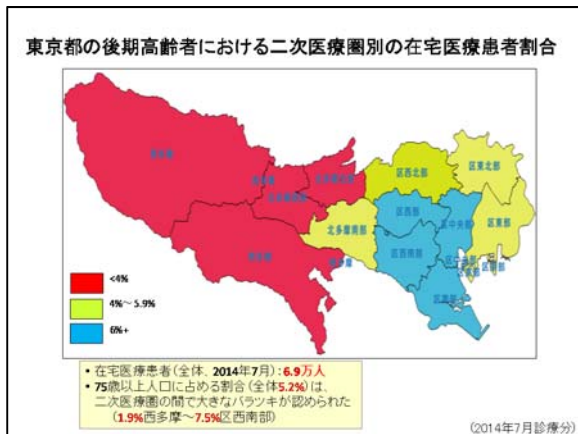 東京都の後期高齢者における二次医療圏別の在宅医療患者割合
区西北部
区東北部
区西部
区中央部
区東部
北多摩南部
区西南部
区南部
<4%
4%～5.9%
6%+
• 在宅医療患者(全体、2014年7月):6.9万人
• 75歳以上人口に占める割合(全体5.2%)は、
二次医療圏の間で大きなバラツキが認められた
(1.9%西多摩～7.5%区西南部)
(2014年7月診療分)